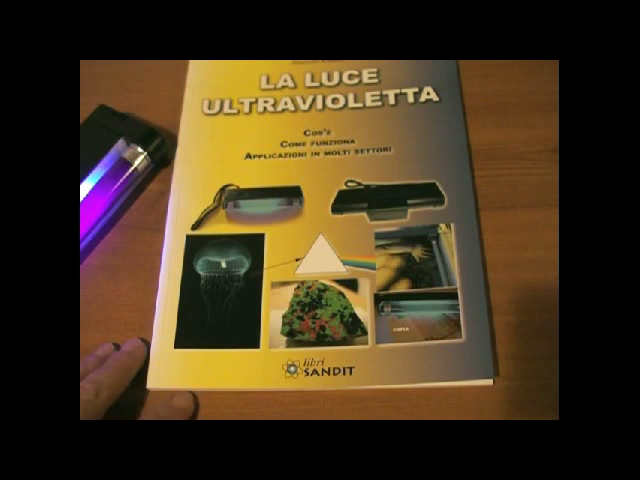 LA LUCE
ULTRAVIOLETTA
COS'È
COME FUNZIONA
APPLICAZIONI IN MOLTI SETTORI
libri
SANDIT